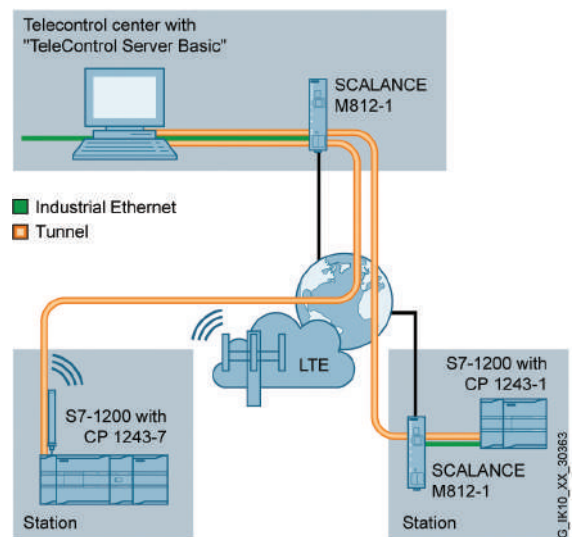 Telecontrol center with
"TeleControl Server Basic"
SCALANCE
M812-1
Industrial Ethernet
Tunnel
LTE
S7-1200 with
CP 1243-7
Station
S7-1200 with
CP 1243-1
SCALANCE
M812-1
Station
G_IK10_XX_30363